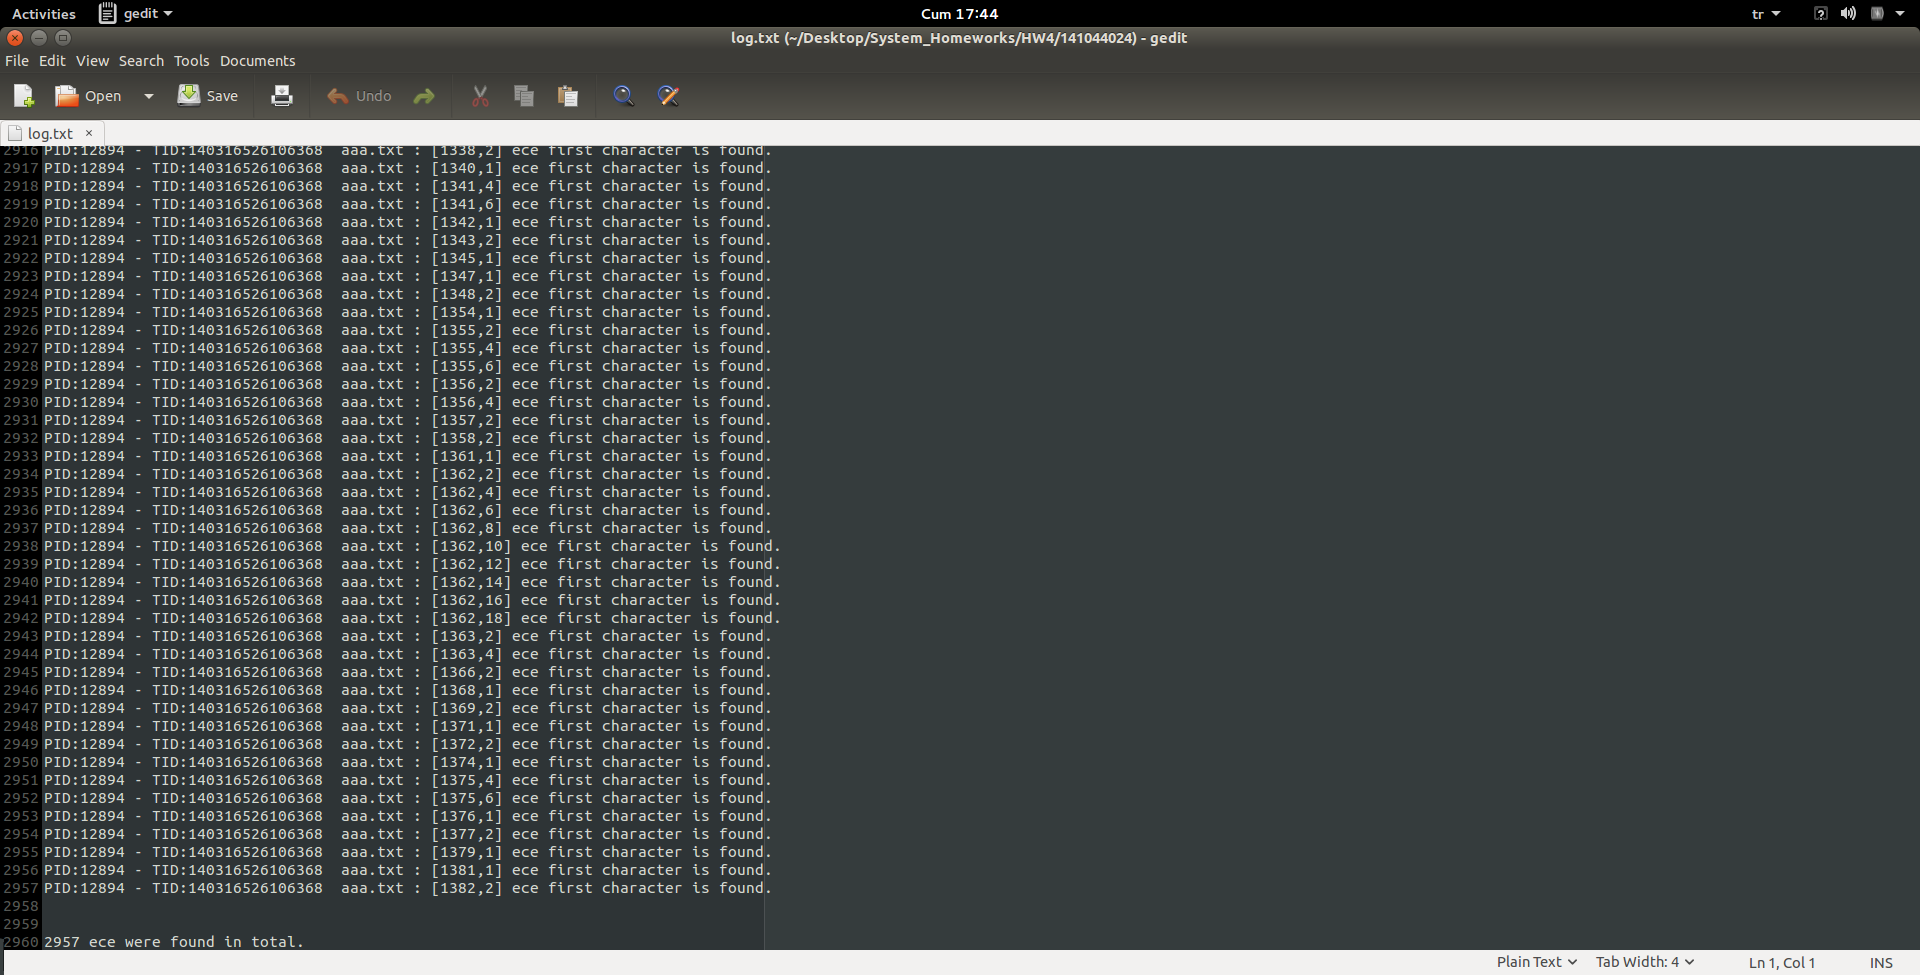 Activities gedit Cum 17:44 tr
log.txt (~/Desktop/System_Homeworks/HW4/141044024) - gedit
File Edit View Search Tools Documents
Open Save Undo
log.txt ×
2916 PID:12894 - TID:140316526106368  aaa.txt : [1338,2] ece first character is found.
2917 PID:12894 - TID:140316526106368  aaa.txt : [1340,1] ece first character is found.
2918 PID:12894 - TID:140316526106368  aaa.txt : [1341,4] ece first character is found.
2919 PID:12894 - TID:140316526106368  aaa.txt : [1341,6] ece first character is found.
2920 PID:12894 - TID:140316526106368  aaa.txt : [1342,1] ece first character is found.
2921 PID:12894 - TID:140316526106368  aaa.txt : [1343,2] ece first character is found.
2922 PID:12894 - TID:140316526106368  aaa.txt : [1345,1] ece first character is found.
2923 PID:12894 - TID:140316526106368  aaa.txt : [1347,1] ece first character is found.
2924 PID:12894 - TID:140316526106368  aaa.txt : [1348,2] ece first character is found.
2925 PID:12894 - TID:140316526106368  aaa.txt : [1354,1] ece first character is found.
2926 PID:12894 - TID:140316526106368  aaa.txt : [1355,2] ece first character is found.
2927 PID:12894 - TID:140316526106368  aaa.txt : [1355,4] ece first character is found.
2928 PID:12894 - TID:140316526106368  aaa.txt : [1355,6] ece first character is found.
2929 PID:12894 - TID:140316526106368  aaa.txt : [1356,2] ece first character is found.
2930 PID:12894 - TID:140316526106368  aaa.txt : [1356,4] ece first character is found.
2931 PID:12894 - TID:140316526106368  aaa.txt : [1357,2] ece first character is found.
2932 PID:12894 - TID:140316526106368  aaa.txt : [1358,2] ece first character is found.
2933 PID:12894 - TID:140316526106368  aaa.txt : [1361,1] ece first character is found.
2934 PID:12894 - TID:140316526106368  aaa.txt : [1362,2] ece first character is found.
2935 PID:12894 - TID:140316526106368  aaa.txt : [1362,4] ece first character is found.
2936 PID:12894 - TID:140316526106368  aaa.txt : [1362,6] ece first character is found.
2937 PID:12894 - TID:140316526106368  aaa.txt : [1362,8] ece first character is found.
2938 PID:12894 - TID:140316526106368  aaa.txt : [1362,10] ece first character is found.
2939 PID:12894 - TID:140316526106368  aaa.txt : [1362,12] ece first character is found.
2940 PID:12894 - TID:140316526106368  aaa.txt : [1362,14] ece first character is found.
2941 PID:12894 - TID:140316526106368  aaa.txt : [1362,16] ece first character is found.
2942 PID:12894 - TID:140316526106368  aaa.txt : [1362,18] ece first character is found.
2943 PID:12894 - TID:140316526106368  aaa.txt : [1363,2] ece first character is found.
2944 PID:12894 - TID:140316526106368  aaa.txt : [1363,4] ece first character is found.
2945 PID:12894 - TID:140316526106368  aaa.txt : [1366,2] ece first character is found.
2946 PID:12894 - TID:140316526106368  aaa.txt : [1368,1] ece first character is found.
2947 PID:12894 - TID:140316526106368  aaa.txt : [1369,2] ece first character is found.
2948 PID:12894 - TID:140316526106368  aaa.txt : [1371,1] ece first character is found.
2949 PID:12894 - TID:140316526106368  aaa.txt : [1372,2] ece first character is found.
2950 PID:12894 - TID:140316526106368  aaa.txt : [1374,1] ece first character is found.
2951 PID:12894 - TID:140316526106368  aaa.txt : [1375,4] ece first character is found.
2952 PID:12894 - TID:140316526106368  aaa.txt : [1375,6] ece first character is found.
2953 PID:12894 - TID:140316526106368  aaa.txt : [1376,1] ece first character is found.
2954 PID:12894 - TID:140316526106368  aaa.txt : [1377,2] ece first character is found.
2955 PID:12894 - TID:140316526106368  aaa.txt : [1379,1] ece first character is found.
2956 PID:12894 - TID:140316526106368  aaa.txt : [1381,1] ece first character is found.
2957 PID:12894 - TID:140316526106368  aaa.txt : [1382,2] ece first character is found.
2958
2959
2960 2957 ece were found in total.
Plain Text Tab Width: 4 Ln 1, Col 1 INS